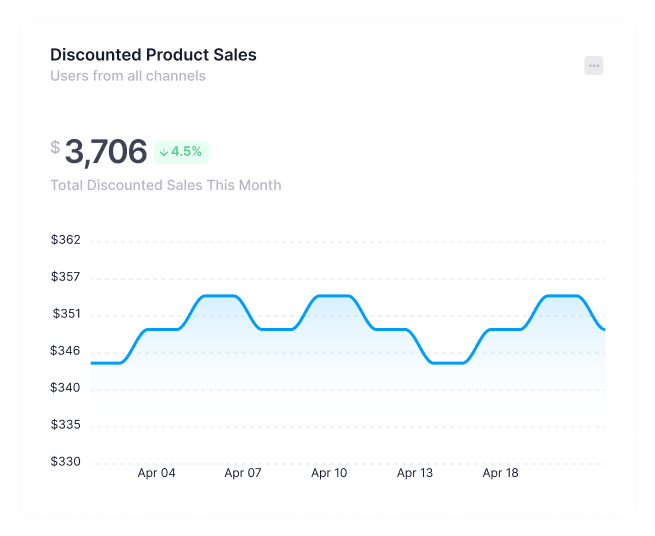 Discounted Product Sales
Users from all channels
$ 3,706 ↓ 4.5%
Total Discounted Sales This Month
$362
$357
$351
$346
$340
$335
$330
Apr 04 Apr 07 Apr 10 Apr 13 Apr 18